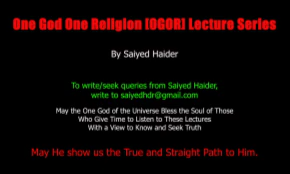 One God One Religion [OGOR] Lecture Series
By Saiyed Haider
To write/seek queries from Saiyed Haider,
write to saiyedhdr@gmail.com
May the One God of the Universe Bless the Soul of Those
Who Give Time to Listen to These Lectures
With a View to Know and Seek Truth
May He show us the True and Straight Path to Him.